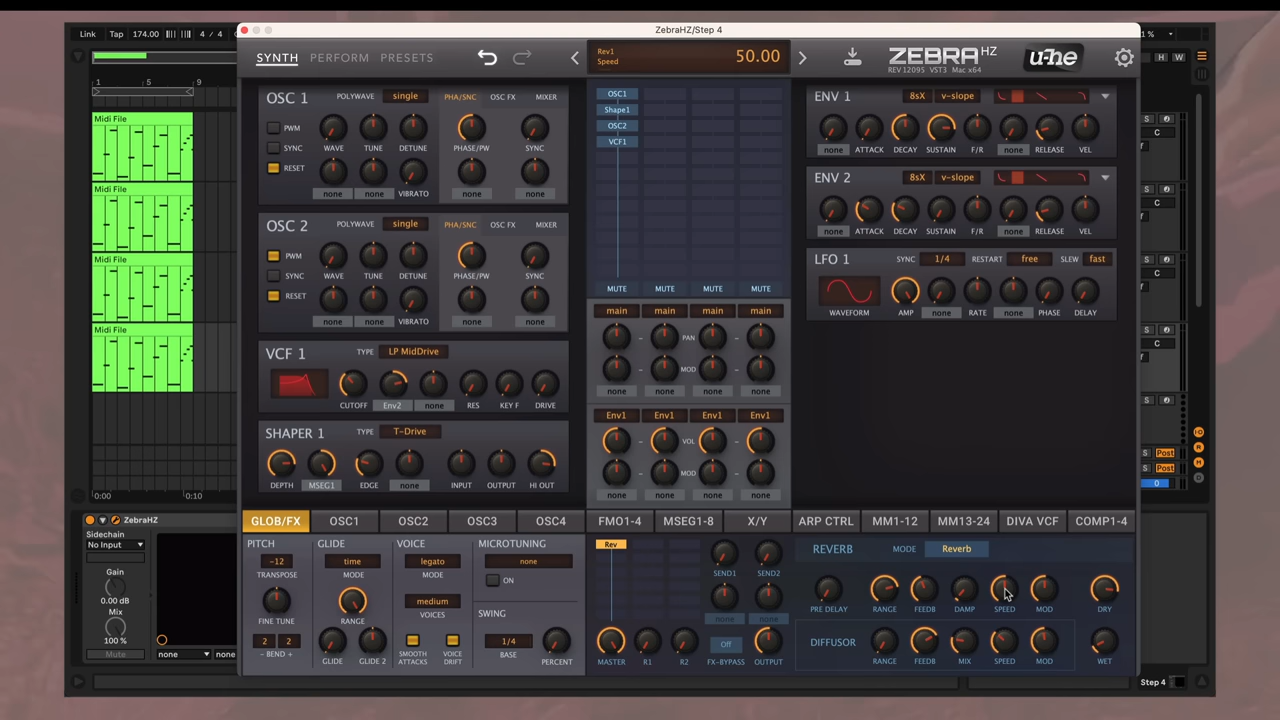 ZebraHZ/Step 4
Link Tap 174.00 4 / 4
1 %
SYNTH PERFORM PRESETS
Rev1
Speed 50.00
ZEBRA HZ
REV 12095 VST3 Mac x64
u-he
H W
1 5 9
Midi File
Midi File
Midi File
Midi File
0:00 0:10
OSC 1 POLYWAVE single PHA/SNC OSC FX MIXER
PWM
SYNC
RESET
WAVE TUNE DETUNE PHASE/PW SYNC
none none VIBRATO none none
OSC 2 POLYWAVE single PHA/SNC OSC FX MIXER
PWM
SYNC
RESET
WAVE TUNE DETUNE PHASE/PW SYNC
none none VIBRATO none none
VCF 1 TYPE LP MidDrive
CUTOFF Env2 none RES KEY F DRIVE
SHAPER 1 TYPE T-Drive
DEPTH MSEG1 EDGE none INPUT OUTPUT HI OUT
OSC1
Shape1
OSC2
VCF1
MUTE MUTE MUTE MUTE
main main main main
PAN
MOD
none none none none
Env1 Env1 Env1 Env1
VOL
MOD
none none none none
ENV 1 8sX v-slope
none ATTACK DECAY SUSTAIN F/R none RELEASE VEL
ENV 2 8sX v-slope
none ATTACK DECAY SUSTAIN F/R none RELEASE VEL
LFO 1 SYNC 1/4 RESTART free SLEW fast
WAVEFORM AMP none RATE none PHASE DELAY
S
C
S
C
S
C
S
C
S
S Post
S Post
0
GLOB/FX OSC1 OSC2 OSC3 OSC4 FMO1-4 MSEG1-8 X/Y ARP CTRL MM1-12 MM13-24 DIVA VCF COMP1-4
ZebraHZ
Sidechain
No Input
Gain
0.00 dB
Mix
100 %
Mute none none
PITCH
-12
TRANSPOSE
FINE TUNE
2 2
- BEND +
GLIDE
time
MODE
RANGE
GLIDE GLIDE 2
VOICE
legato
MODE
medium
VOICES
SMOOTH ATTACKS
VOICE DRIFT
MICROTUNING
none
ON
SWING
1/4
BASE PERCENT
Rev
SEND1 SEND2
none none
Off
MASTER R1 R2 FX-BYPASS OUTPUT
REVERB MODE Reverb
PRE DELAY RANGE FEEDB DAMP SPEED MOD DRY
DIFFUSOR RANGE FEEDB MIX SPEED MOD WET
Step 4